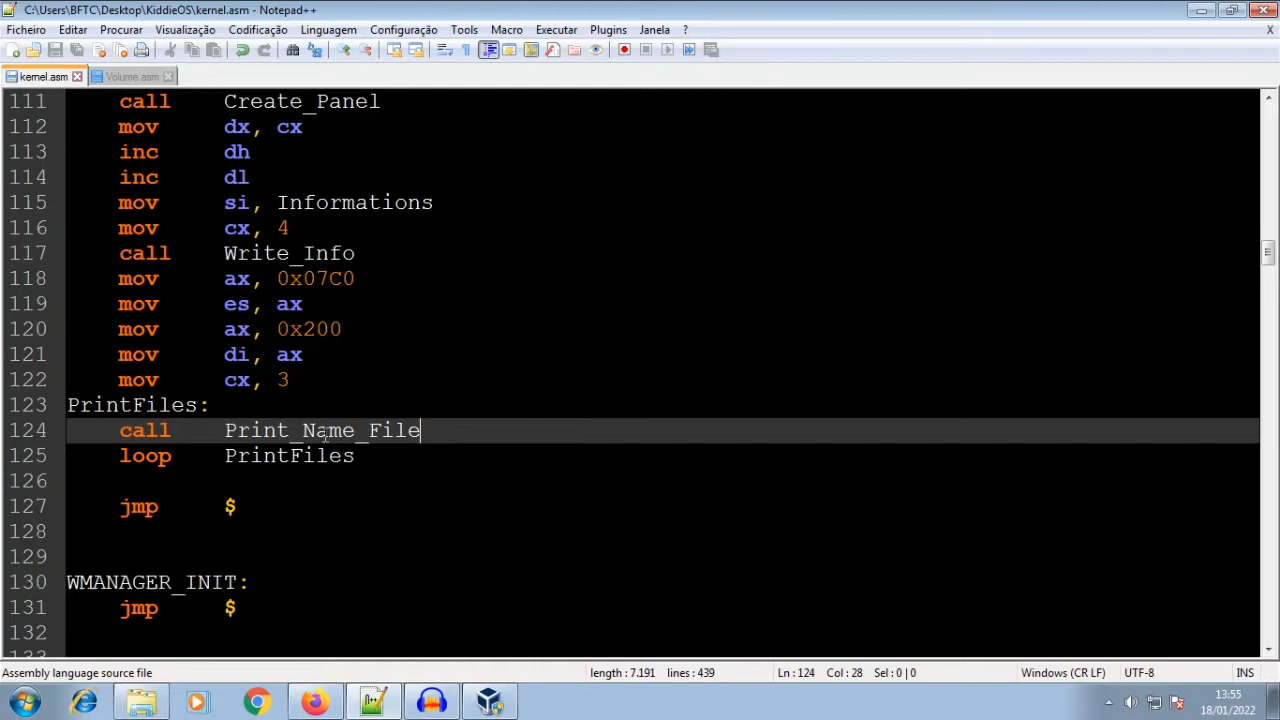 C:\Users\BFTC\Desktop\KiddieOS\kernel.asm - Notepad++
Ficheiro Editar Procurar Visualização Codificação Linguagem Configuração Tools Macro Executar Plugins Janela ? X
kernel.asm Volume.asm
111 call Create_Panel
112 mov dx, cx
113 inc dh
114 inc dl
115 mov si, Informations
116 mov cx, 4
117 call Write_Info
118 mov ax, 0x07C0
119 mov es, ax
120 mov ax, 0x200
121 mov di, ax
122 mov cx, 3
123 PrintFiles:
124 call Print_Name_File
125 loop PrintFiles
126
127 jmp $
128
129
130 WMANAGER_INIT:
131 jmp $
132
133
Assembly language source file length : 7.191 lines : 439 Ln : 124 Col : 28 Sel : 0 | 0 Windows (CR LF) UTF-8 INS
13:55
18/01/2022